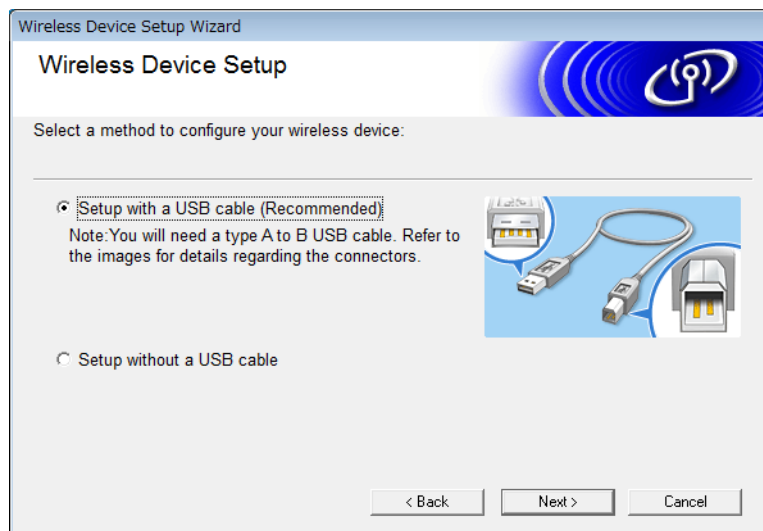 Wireless Device Setup Wizard
Wireless Device Setup
Select a method to configure your wireless device:
Setup with a USB cable (Recommended)
Note:You will need a type A to B USB cable. Refer to
the images for details regarding the connectors.
Setup without a USB cable
< Back
Next >
Cancel